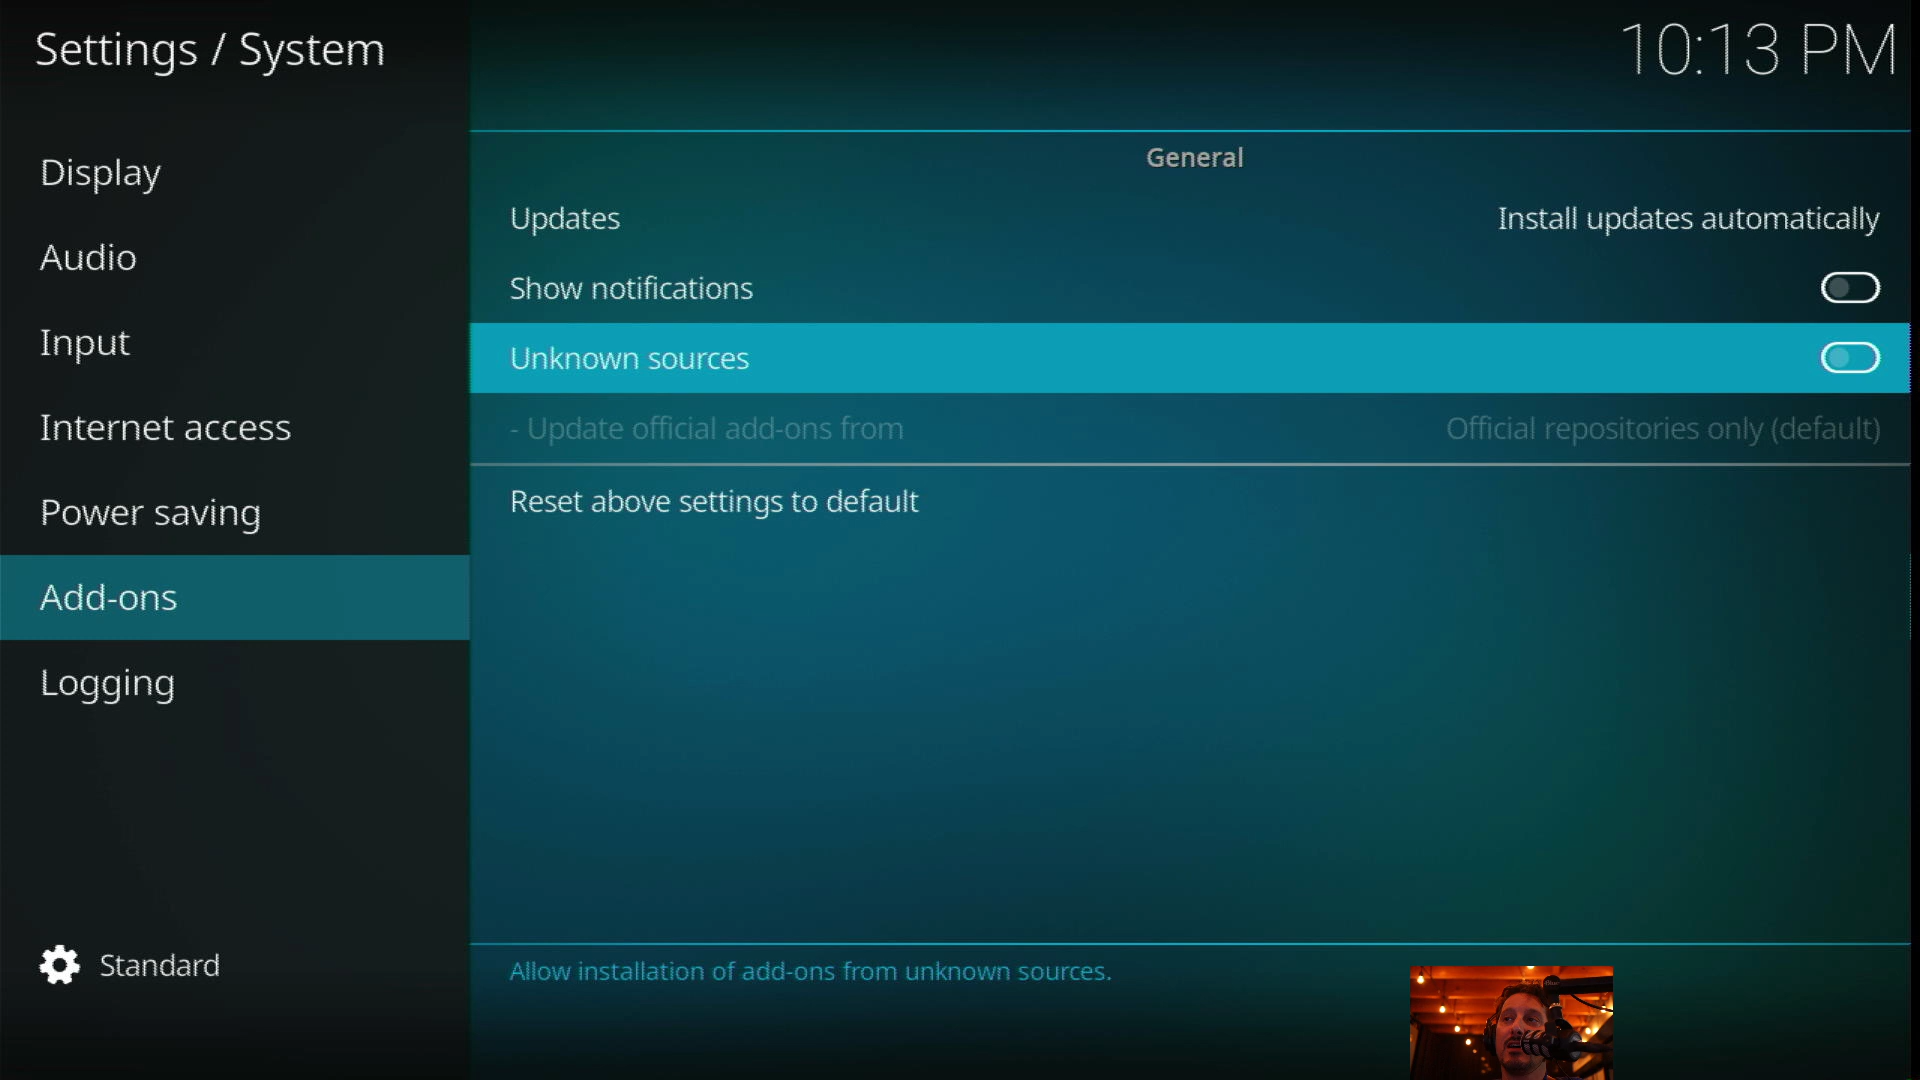 Settings / System
10:13 PM
Display
Audio
Input
Internet access
Power saving
Add-ons
Logging
Standard
General
Updates Install updates automatically
Show notifications
Unknown sources
- Update official add-ons from Official repositories only (default)
Reset above settings to default
Allow installation of add-ons from unknown sources.